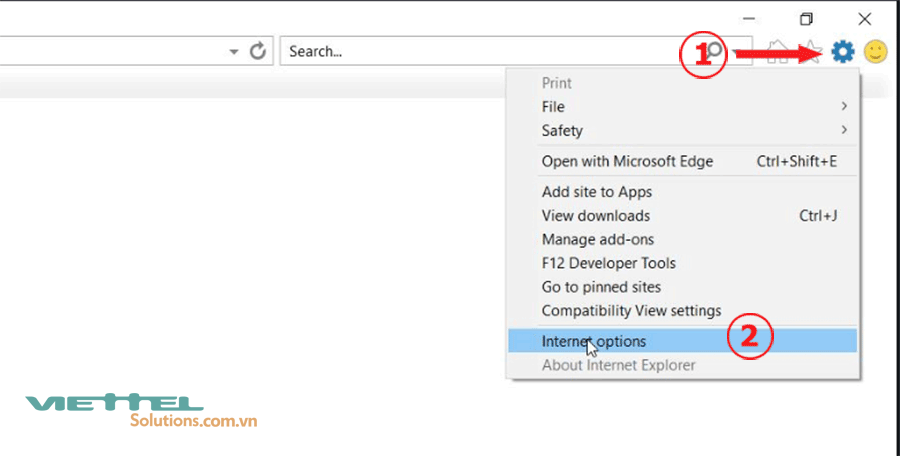 Search...
1
Print
File
Safety
Open with Microsoft Edge Ctrl+Shift+E
Add site to Apps
View downloads Ctrl+J
Manage add-ons
F12 Developer Tools
Go to pinned sites
Compatibility View settings
Internet options
2
About Internet Explorer
VIETTEL
Solutions.com.vn